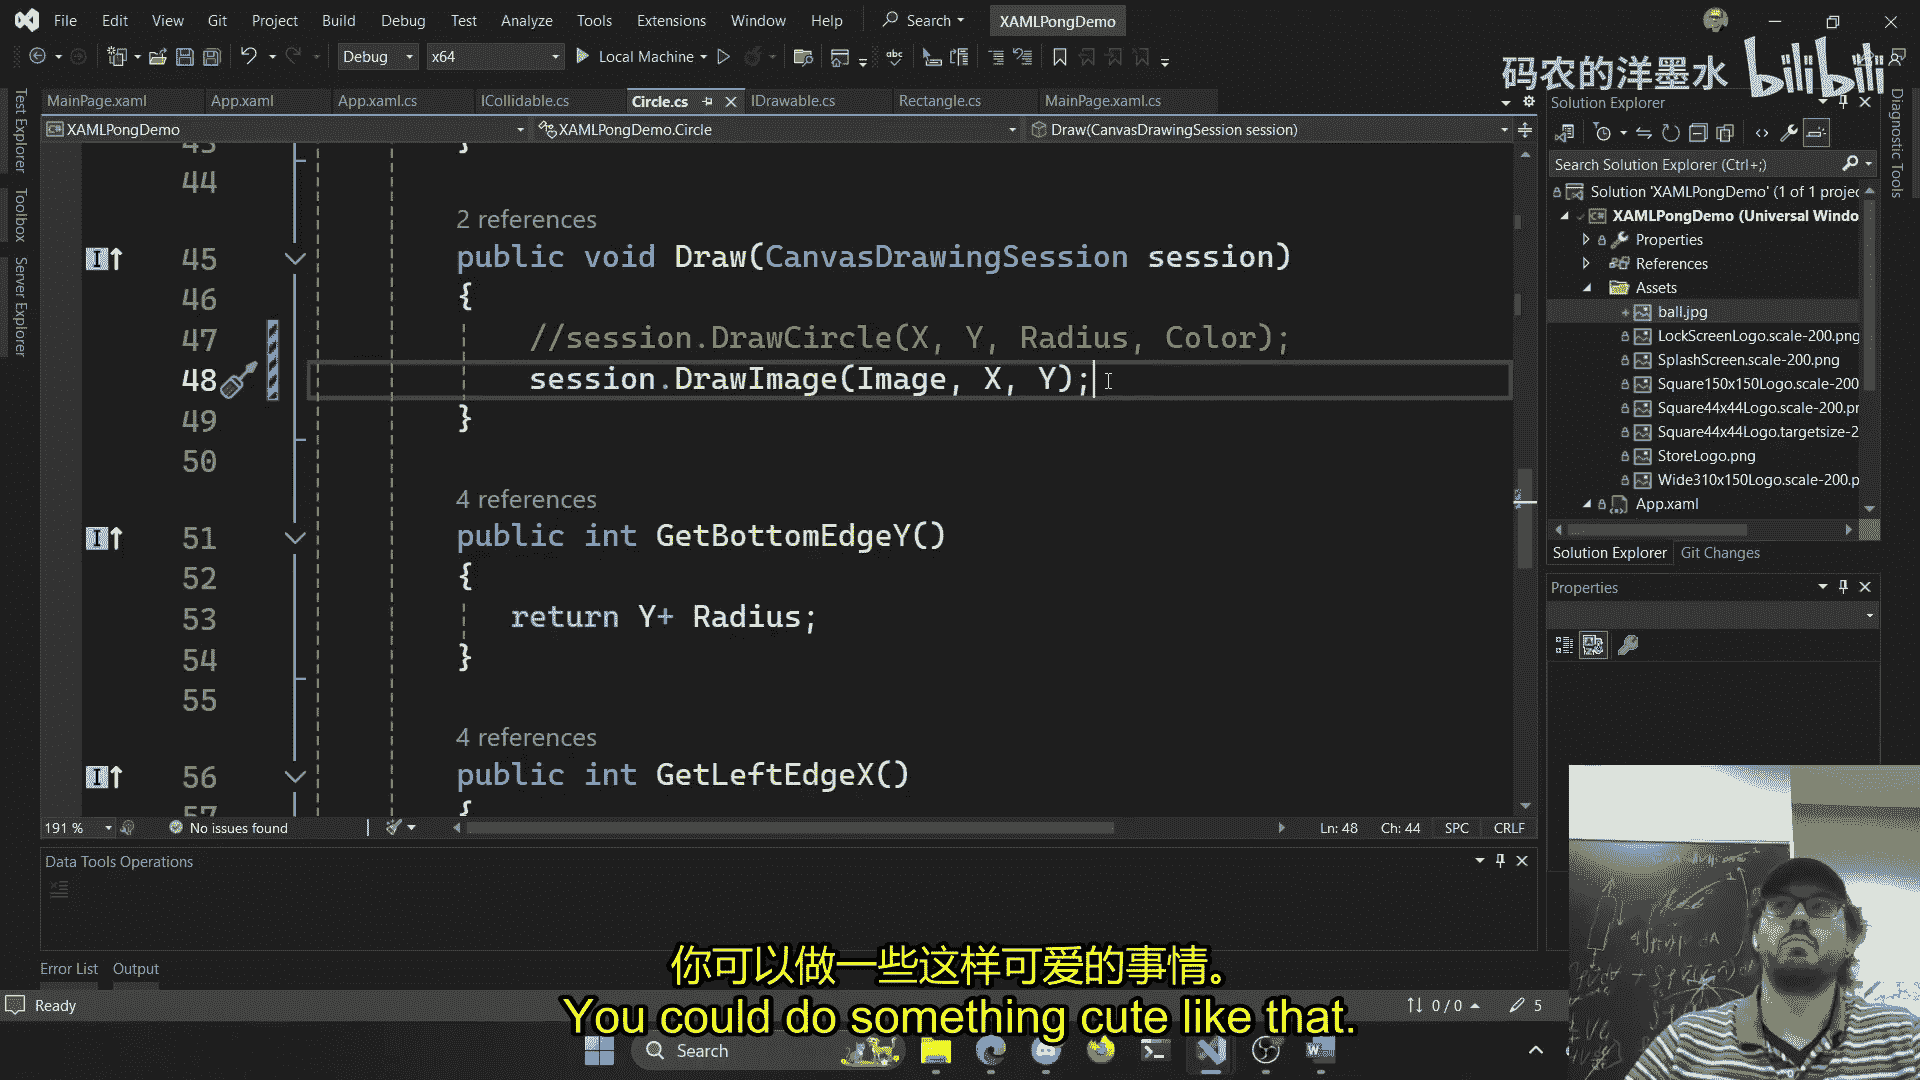 File Edit View Git Project Build Debug Test Analyze Tools Extensions Window Help Search XAMLPongDemo
Debug x64 Local Machine
码农的洋墨水 bilibili
MainPage.xaml App.xaml App.xaml.cs ICollidable.cs Circle.cs IDrawable.cs Rectangle.cs MainPage.xaml.cs
XAMLPongDemo XAMLPongDemo.Circle Draw(CanvasDrawingSession session)
Test Explorer
Toolbox
Server Explorer
43 }
44
2 references
45 public void Draw(CanvasDrawingSession session)
46 {
47 //session.DrawCircle(X, Y, Radius, Color);
48 session.DrawImage(Image, X, Y);
49 }
50
4 references
51 public int GetBottomEdgeY()
52 {
53 return Y+ Radius;
54 }
55
4 references
56 public int GetLeftEdgeX()
57 {
191 % No issues found Ln: 48 Ch: 44 SPC CRLF
Data Tools Operations
Error List Output
Ready 0 / 0 5
Solution Explorer
Search Solution Explorer (Ctrl+;)
Solution 'XAMLPongDemo' (1 of 1 projec
XAMLPongDemo (Universal Windo
Properties
References
Assets
ball.jpg
LockScreenLogo.scale-200.png
SplashScreen.scale-200.png
Square150x150Logo.scale-200
Square44x44Logo.scale-200.pr
Square44x44Logo.targetsize-2
StoreLogo.png
Wide310x150Logo.scale-200.p
App.xaml
Solution Explorer Git Changes
Properties
Diagnostic Tools
你可以做一些这样可爱的事情。
You could do something cute like that.
Search